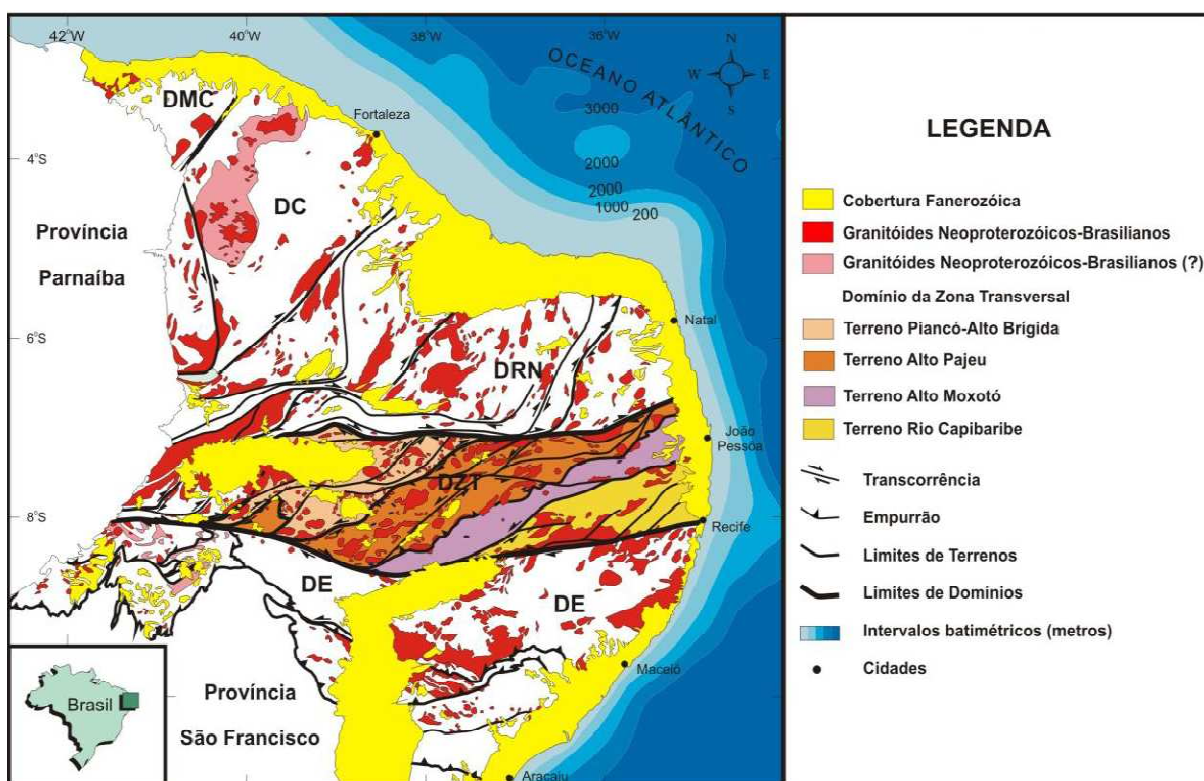 42°W
40°W
38°W
36°W
N
W
E
S
OCEANO ATLÂNTICO
3000
2000
2000
1000
200
DMC
Fortaleza
4°S
DC
Província
Parnaíba
Natal
6°S
DRN
João
Pessôa
DZT
8°S
Recife
DE
DE
Maceió
Província
São Francisco
Brasil
Aracaju
LEGENDA
Cobertura Fanerozóica
Granitóides Neoproterozóicos-Brasilianos
Granitóides Neoproterozóicos-Brasilianos (?)
Domínio da Zona Transversal
Terreno Piancó-Alto Brígida
Terreno Alto Pajeu
Terreno Alto Moxotó
Terreno Rio Capibaribe
Transcorrência
Empurrão
Limites de Terrenos
Limites de Domínios
Intervalos batimétricos (metros)
Cidades